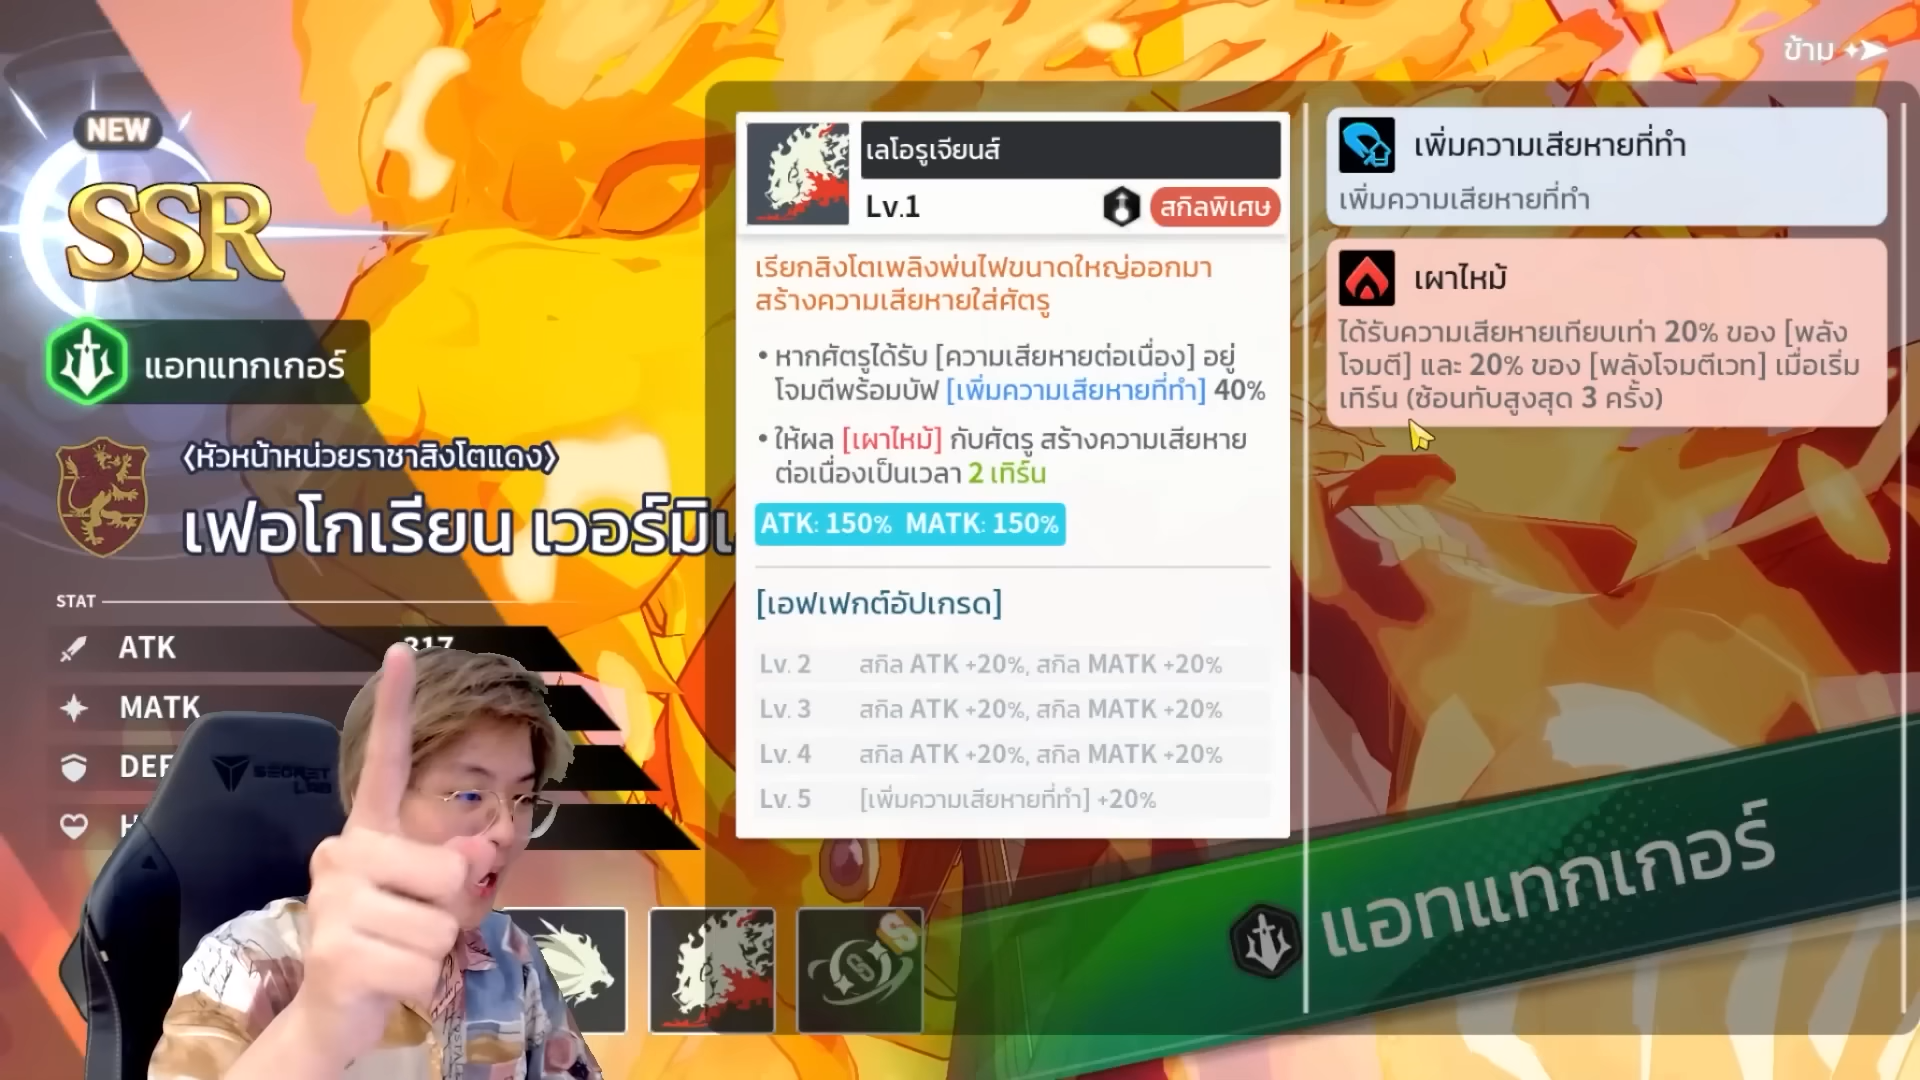 ข้าม
NEW
SSR
แอทแทกเกอร์
<หัวหน้าหน่วยราชาสิงโตแดง>
เฟอโกเรียน เวอร์มิ
STAT
ATK
317
MATK
DEF
H
เลโอรูเจียนส์
Lv.1
สกิลพิเศษ
เรียกสิงโตเพลิงพ่นไฟขนาดใหญ่ออกมา
สร้างความเสียหายใส่ศัตรู
• หากศัตรูได้รับ [ความเสียหายต่อเนื่อง] อยู่
โจมตีพร้อมบัฟ [เพิ่มความเสียหายที่ทำ] 40%
• ให้ผล [เผาไหม้] กับศัตรู สร้างความเสียหาย
ต่อเนื่องเป็นเวลา 2 เทิร์น
ATK: 150% MATK: 150%
[เอฟเฟกต์อัปเกรด]
Lv. 2 สกิล ATK +20%, สกิล MATK +20%
Lv. 3 สกิล ATK +20%, สกิล MATK +20%
Lv. 4 สกิล ATK +20%, สกิล MATK +20%
Lv. 5 [เพิ่มความเสียหายที่ทำ] +20%
เพิ่มความเสียหายที่ทำ
เพิ่มความเสียหายที่ทำ
เผาไหม้
ได้รับความเสียหายเทียบเท่า 20% ของ [พลัง
โจมตี] และ 20% ของ [พลังโจมตีเวท] เมื่อเริ่ม
เทิร์น (ซ้อนทับสูงสุด 3 ครั้ง)
แอทแทกเกอร์
SECRET
LAB
S
6